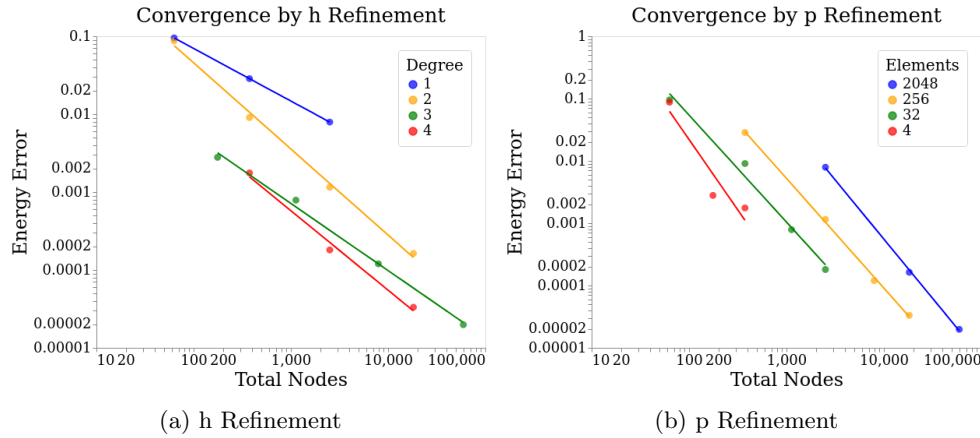 Convergence by h Refinement
0.1
0.02
0.01
0.002
0.001
0.0002
0.0001
0.00002
0.00001
Energy Error
10 20 100 200 1,000 10,000 100,000
Total Nodes
Degree
1
2
3
4
(a) h Refinement
Convergence by p Refinement
1
0.2
0.1
0.02
0.01
0.002
0.001
0.0002
0.0001
0.00002
0.00001
Energy Error
10 20 100 200 1,000 10,000 100,000
Total Nodes
Elements
2048
256
32
4
(b) p Refinement